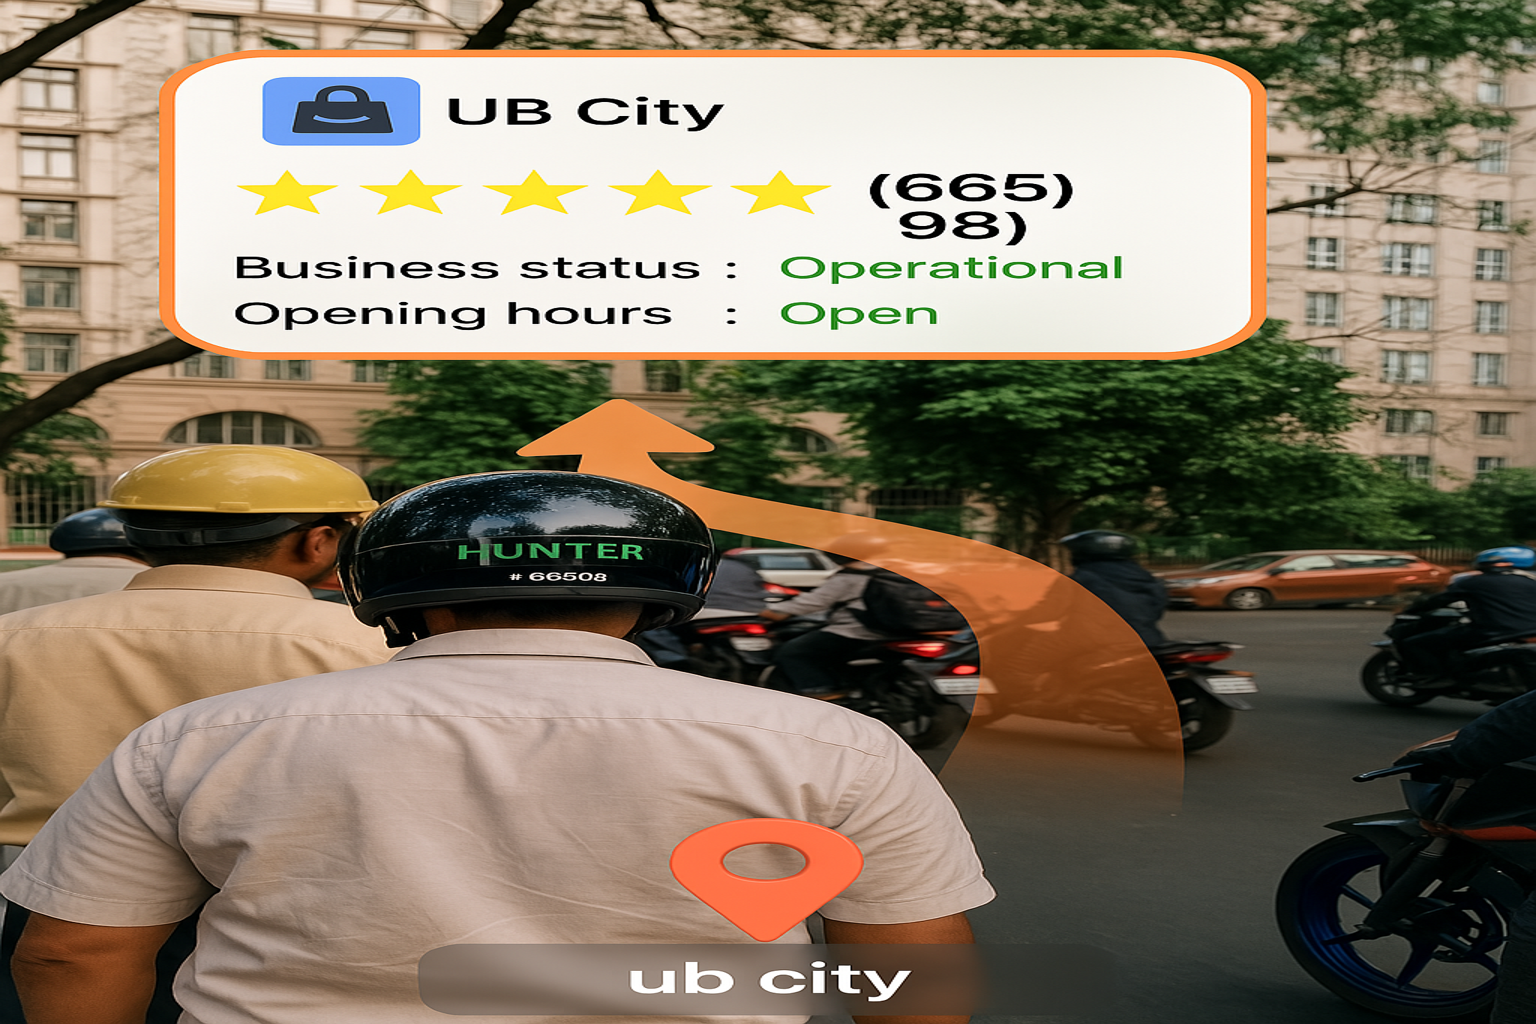 UB City
(665)
98)
Business status : Operational
Opening hours : Open
HUNTER
# 66508
ub city